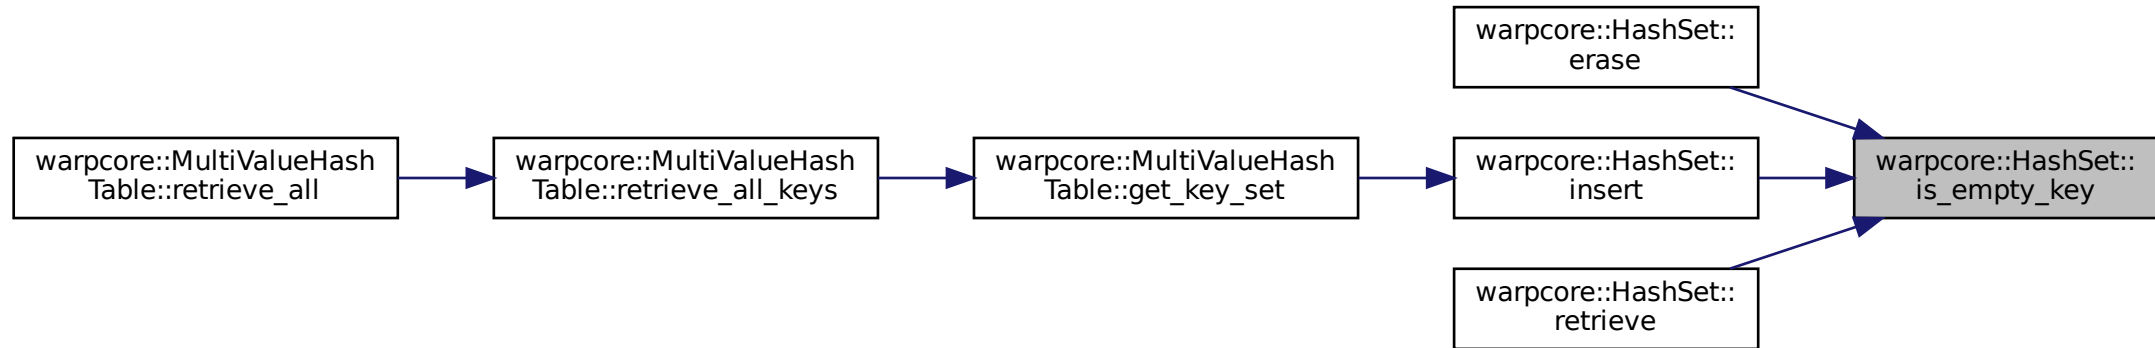 warpcore::HashSet::
erase
warpcore::MultiValueHash
Table::retrieve_all
warpcore::MultiValueHash
Table::retrieve_all_keys
warpcore::MultiValueHash
Table::get_key_set
warpcore::HashSet::
insert
warpcore::HashSet::
is_empty_key
warpcore::HashSet::
retrieve